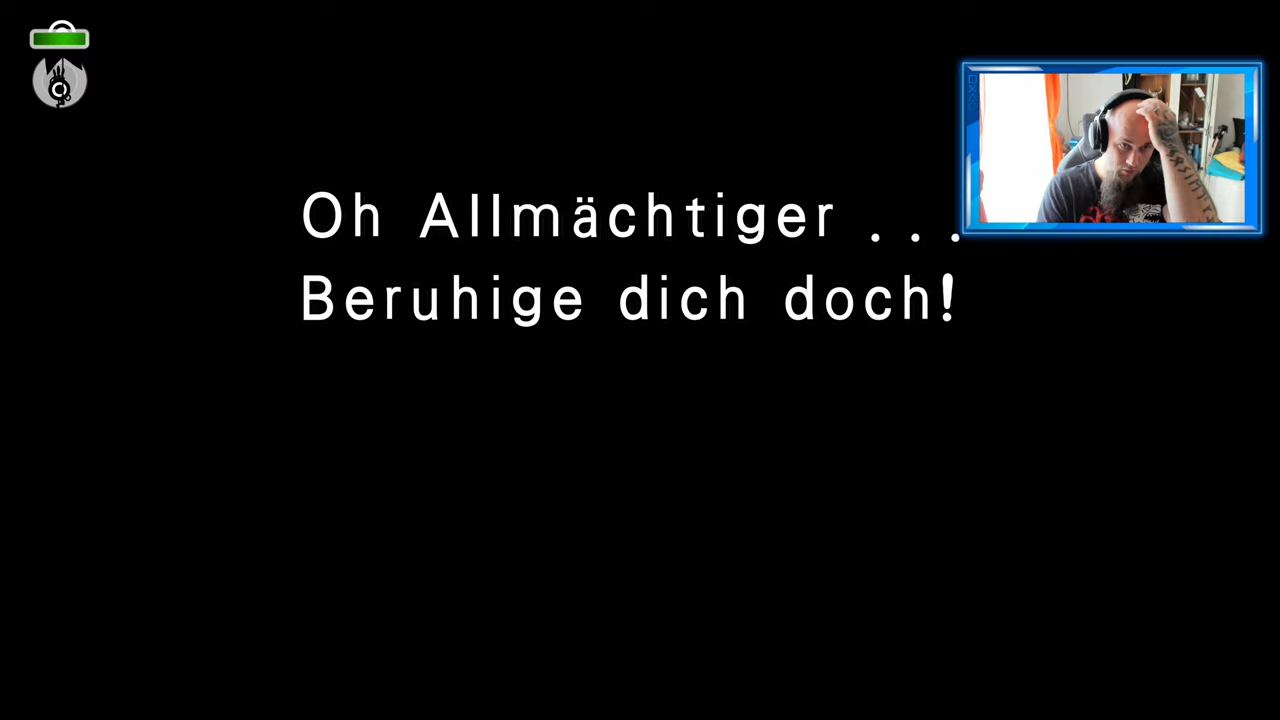 Oh Allmächtiger . . .
Beruhige dich doch!